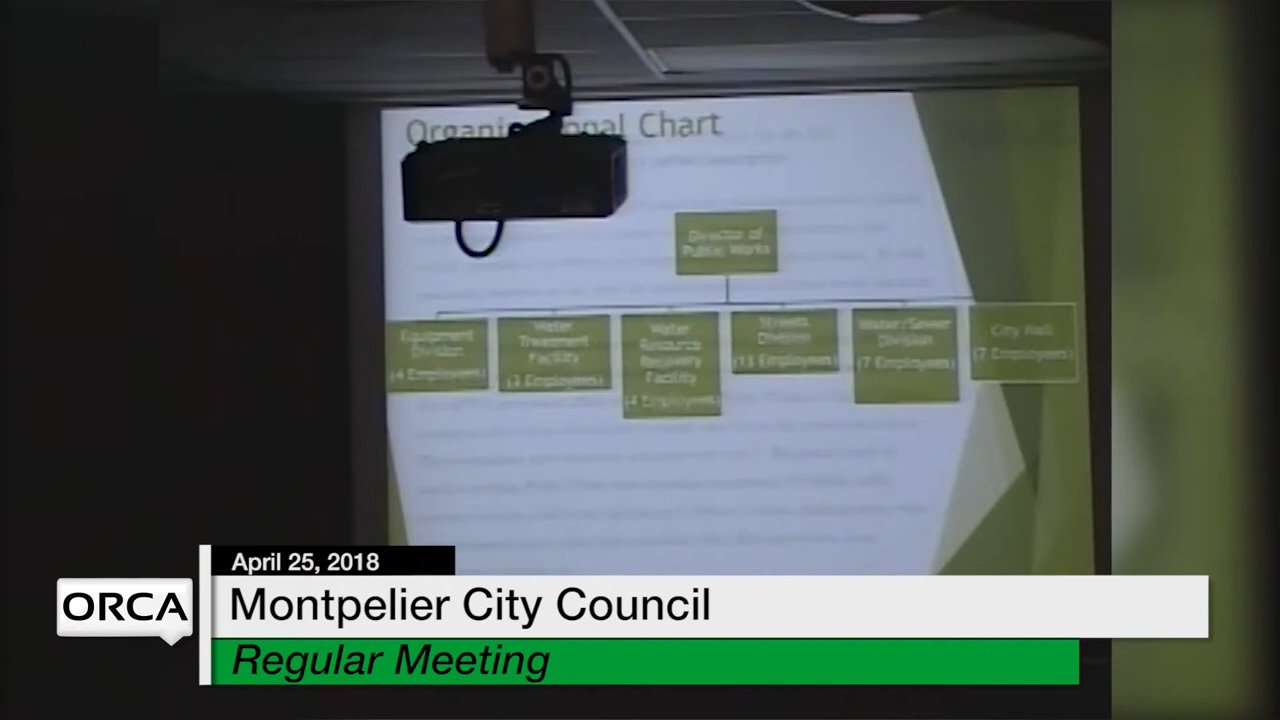 Organizational Chart
Director of
Public Works
Equipment
Division
(4 Employees)
Water
Treatment
Facility
(3 Employees)
Water
Resource
Recovery
Facility
(4 Employees)
Streets
Division
(13 Employees)
Water/Sewer
Division
(7 Employees)
City Hall
(7 Employees)
April 25, 2018
ORCA
Montpelier City Council
Regular Meeting